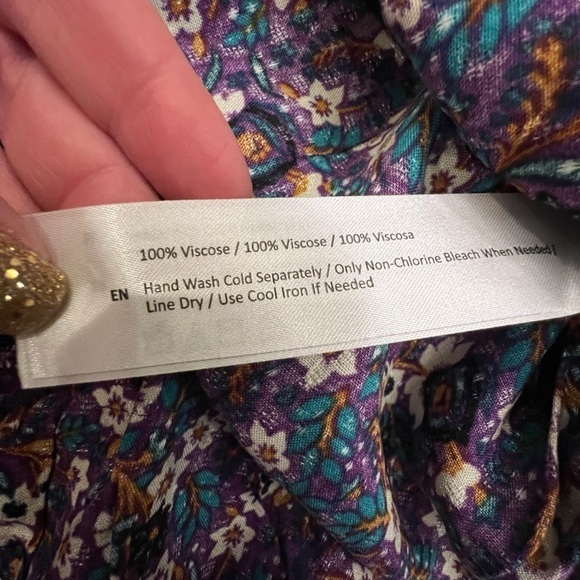 100% Viscose / 100% Viscose / 100% Viscosa
EN Hand Wash Cold Separately / Only Non-Chlorine Bleach When Needed /
Line Dry / Use Cool Iron If Needed